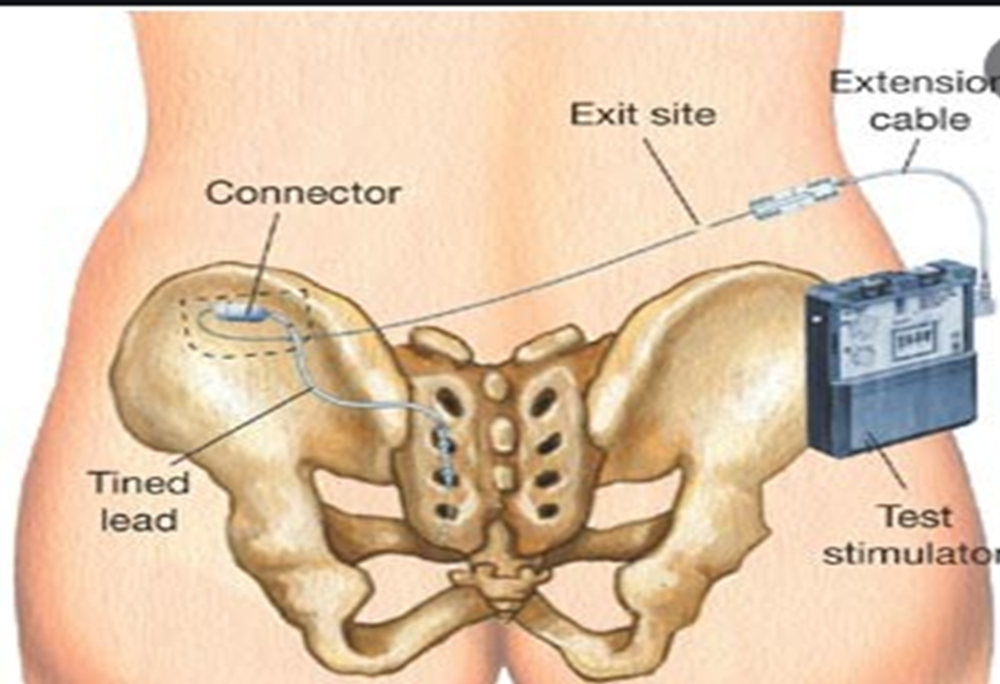 Extension
cable
Exit site
Connector
Tined
lead
Test
stimulator